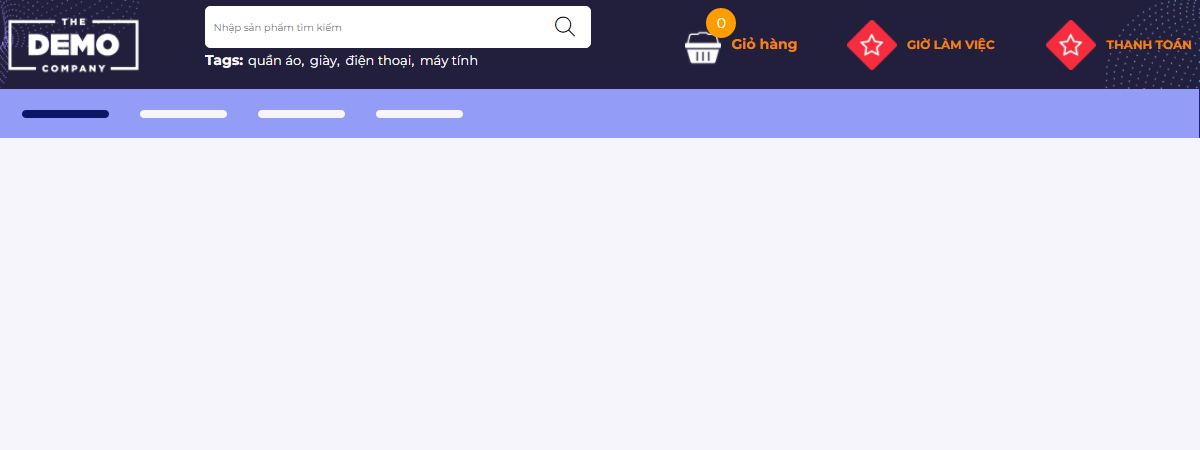 THE
DEMO
COMPANY
Nhập sản phẩm tìm kiếm
Tags: quần áo, giày, điện thoại, máy tính
0
Giỏ hàng
GIỜ LÀM VIỆC
THANH TOÁN